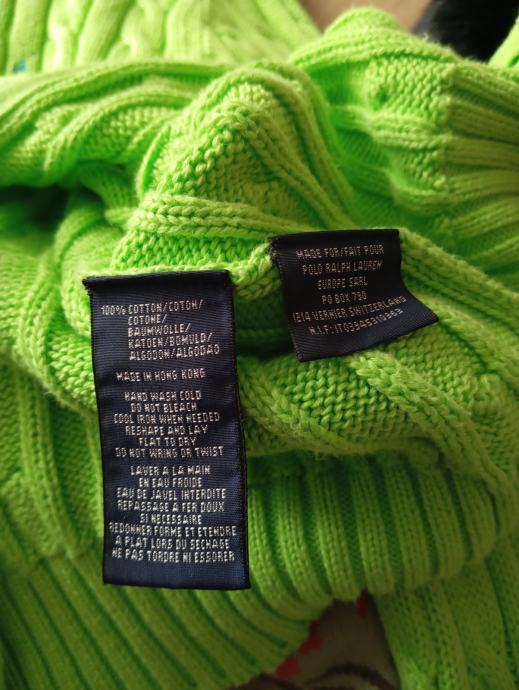 100% COTTON/COTON/
COTONE/
BAUMWOLLE/
KATOEN/BOMULD/
ALGODON/ALGODAO
MADE IN HONG KONG
HAND WASH COLD
DO NOT BLEACH
COOL IRON WHEN NEEDED
RESHAPE AND LAY
FLAT TO DRY
DO NOT WRING OR TWIST
LAVER A LA MAIN
EN EAU FROIDE
EAU DE JAVEL INTERDITE
REPASSAGE A FER DOUX
SI NECESSAIRE
REDONNER FORME ET ETENDRE
A PLAT LORS DU SECHAGE
NE PAS TORDRE NI ESSORER
MADE FOR/FAIT POUR
POLO RALPH LAUREN
EUROPE SARL
PO BOX 790
1214 VERNIER SWITZERLAND
N.I.F:IT03345310363